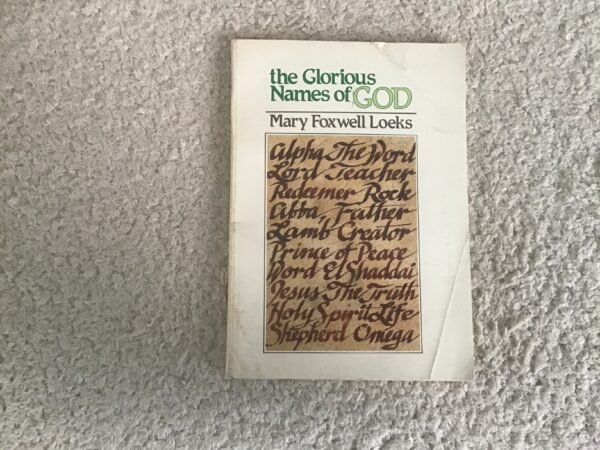 the Glorious
Names of GOD
Mary Foxwell Loeks
Alpha The Word
Lord Teacher
Redeemer Rock
Abba, Father
Lamb Creator
Prince of Peace
Word El Shaddai
Jesus The Truth
Holy Spirit Life
Shepherd Omega